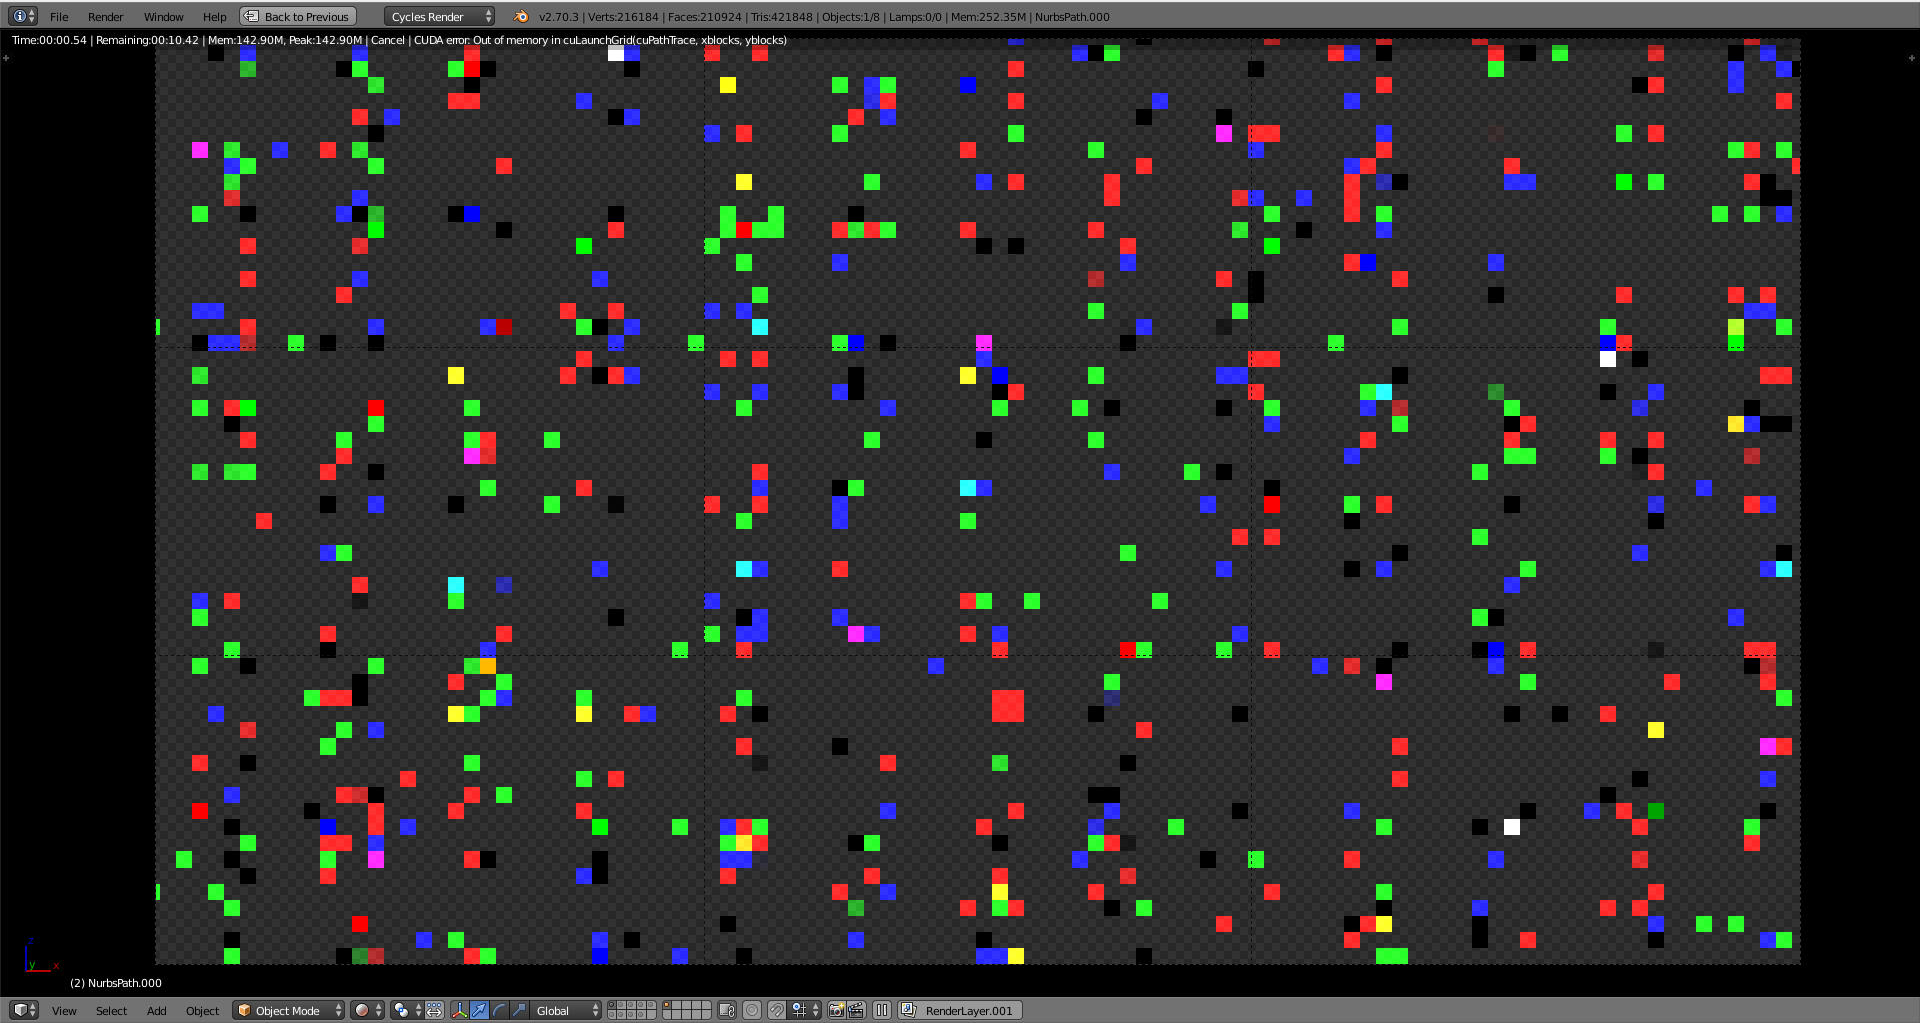 File Render Window Help Back to Previous Cycles Render v2.70.3 | Verts:216184 | Faces:210924 | Tris:421848 | Objects:1/8 | Lamps:0/0 | Mem:252.35M | NurbsPath.000
Time:00:00.54 | Remaining:00:10.42 | Mem:142.90M, Peak:142.90M | Cancel | CUDA error: Out of memory in cuLaunchGrid(cuPathTrace, xblocks, yblocks)
z
y x
(2) NurbsPath.000
View Select Add Object Object Mode Global RenderLayer.001